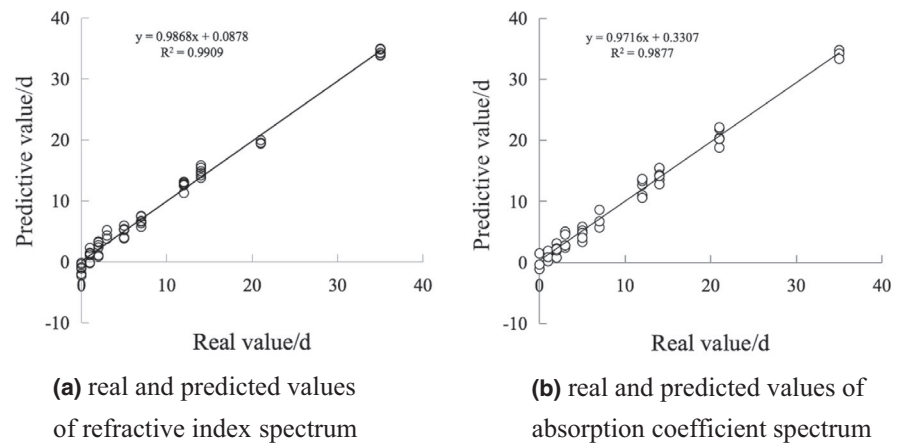 40
y = 0.9868x + 0.0878
R² = 0.9909
30
20
10
0
-10
0
10
20
30
40
Predictive value/d
Real value/d
(a) real and predicted values
of refractive index spectrum
40
y = 0.9716x + 0.3307
R² = 0.9877
30
20
10
0
-10
0
10
20
30
40
Predictive value/d
Real value/d
(b) real and predicted values of
absorption coefficient spectrum